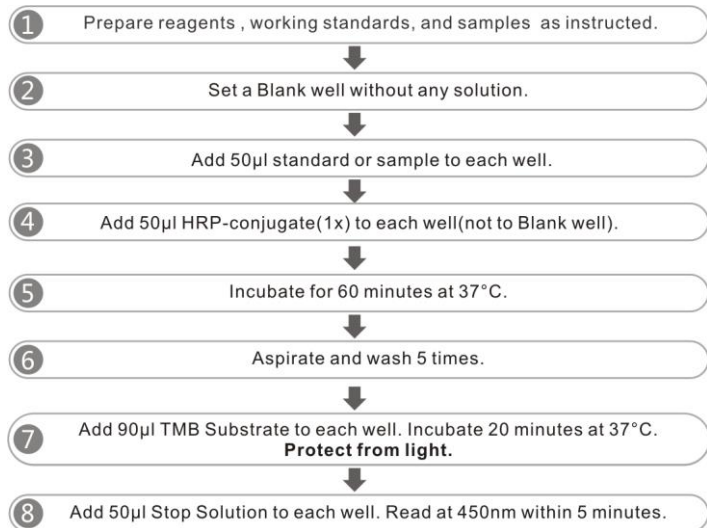 1 Prepare reagents , working standards, and samples as instructed.
2 Set a Blank well without any solution.
3 Add 50μl standard or sample to each well.
4 Add 50μl HRP-conjugate(1x) to each well(not to Blank well).
5 Incubate for 60 minutes at 37°C.
6 Aspirate and wash 5 times.
7 Add 90μl TMB Substrate to each well. Incubate 20 minutes at 37°C.
Protect from light.
8 Add 50μl Stop Solution to each well. Read at 450nm within 5 minutes.